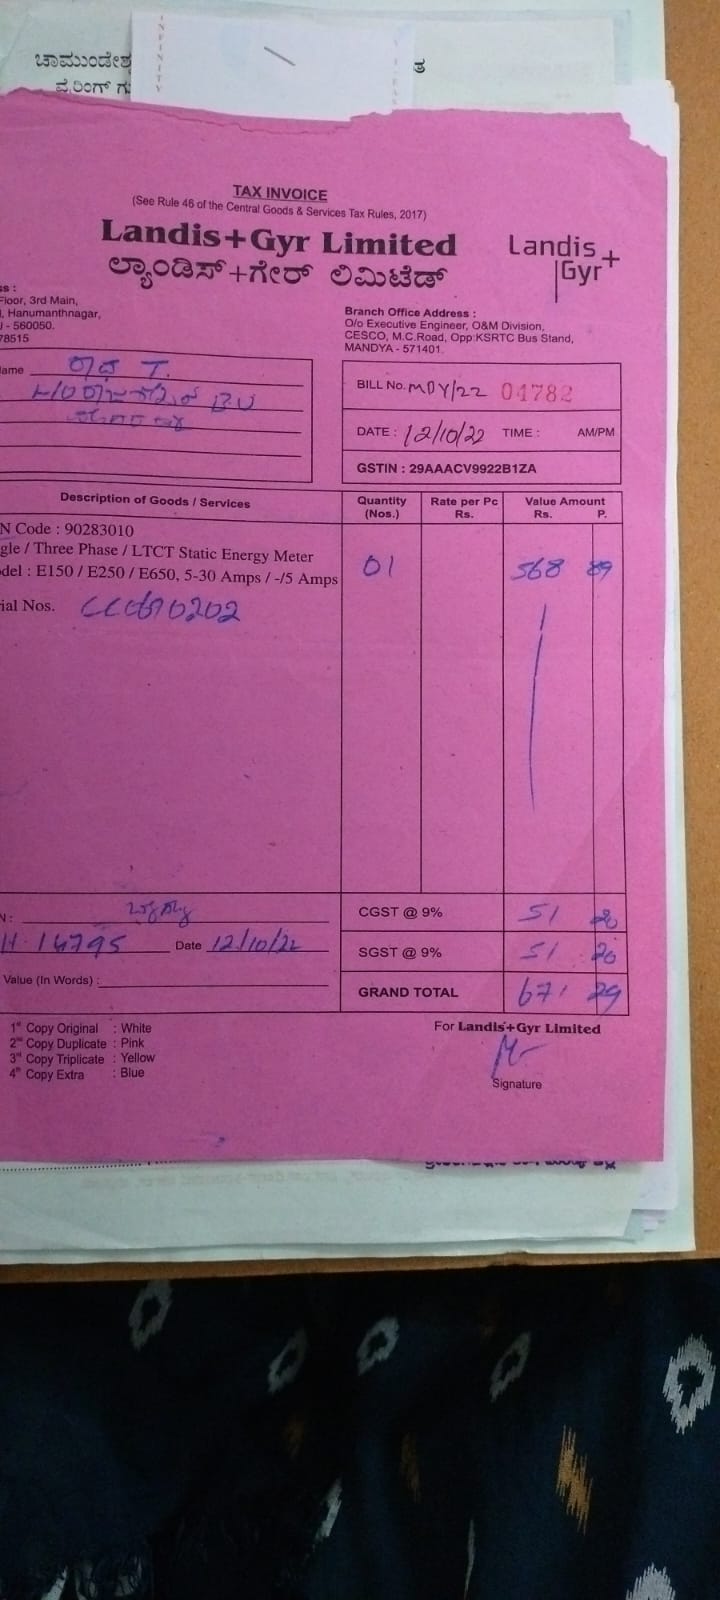 ಚಾಮುಂಡೇಶ್ವ
ವೈರಿಂಗ್ ಗು
INFINITY
TAX INVOICE
(See Rule 46 of the Central Goods & Services Tax Rules, 2017)
Landis+Gyr Limited
ಲ್ಯಾಂಡಿಸ್+ಗೇರ್ ಲಿಮಿಟೆಡ್
Landis
Gyr+
ss :
Floor, 3rd Main,
l, Hanumanthnagar,
- 560050.
78515
Branch Office Address :
O/o Executive Engineer, O&M Division,
CESCO, M.C.Road, Opp:KSRTC Bus Stand,
MANDYA - 571401.
ame
T.
BILL No. MDY/22 04782
DATE : 12/10/22 TIME : AM/PM
GSTIN : 29AAACV9922B1ZA
Description of Goods / Services Quantity (Nos.) Rate per Pc Rs. Value Amount Rs. P.
N Code : 90283010
gle / Three Phase / LTCT Static Energy Meter
odel : E150 / E250 / E650, 5-30 Amps / -/5 Amps 01 568 89
ial Nos.
N :
CGST @ 9% 51 20
H 14795 Date 12/10/22
SGST @ 9% 51 20
Value (In Words) :
GRAND TOTAL 671 29
1st Copy Original : White
2nd Copy Duplicate : Pink
3rd Copy Triplicate : Yellow
4th Copy Extra : Blue
For Landis+Gyr Limited
Signature